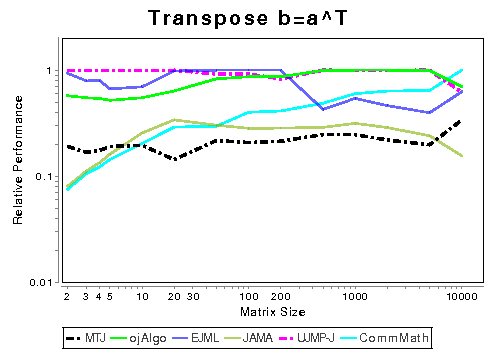 Transpose b=a^T
Relative Performance
1
0.1
0.01
2 3 4 5 10 20 30 100 200 1000 10000
Matrix Size
MTJ ojAlgo EJML JAMA UJMP-J CommMath